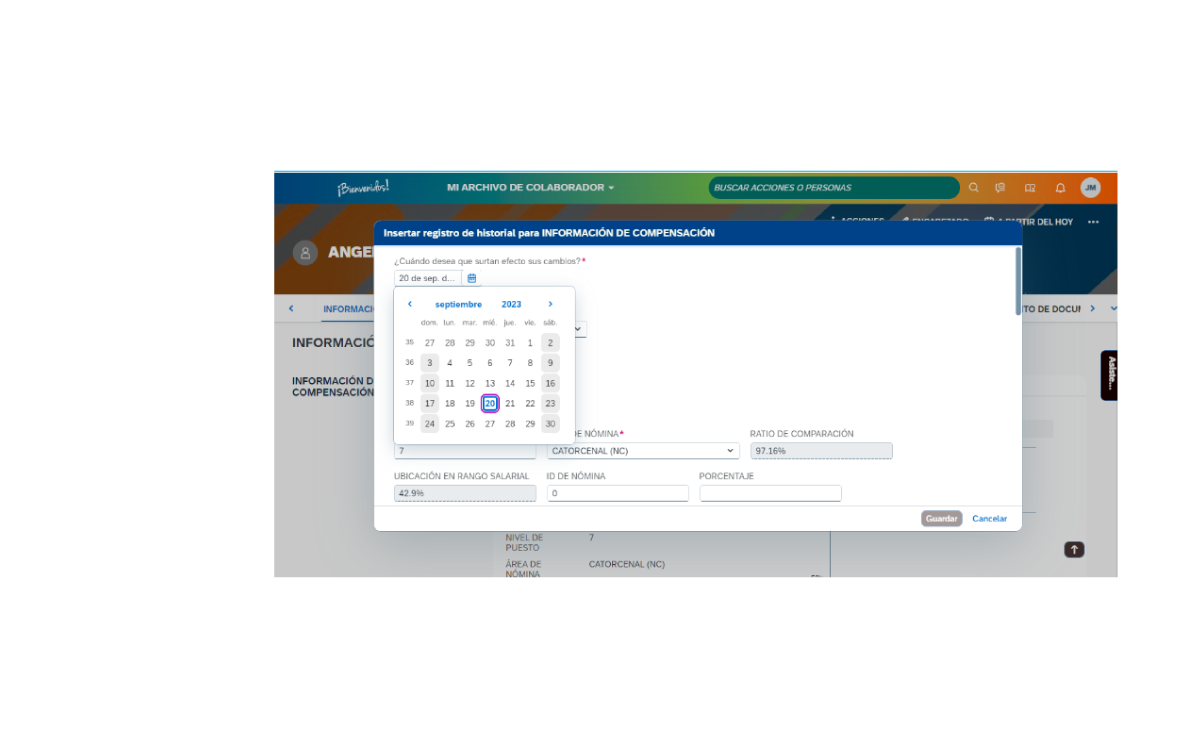 ¡Bienvenidos!
MI ARCHIVO DE COLABORADOR
BUSCAR ACCIONES O PERSONAS
JM
ACCIONES
ENCABEZADO
A PARTIR DEL HOY
Insertar registro de historial para INFORMACIÓN DE COMPENSACIÓN
ANGE
¿Cuándo desea que surtan efecto sus cambios?*
20 de sep. d...
INFORMACI
TO DE DOCU
septiembre 2023
dom. lun. mar. mié. jue. vie. sáb.
35 27 28 29 30 31 1 2
36 3 4 5 6 7 8 9
37 10 11 12 13 14 15 16
38 17 18 19 20 21 22 23
39 24 25 26 27 28 29 30
INFORMACIÓ
INFORMACIÓN D
COMPENSACIÓN
Asiste...
DE NÓMINA*
RATIO DE COMPARACIÓN
7
CATORCENAL (NC)
97.16%
UBICACIÓN EN RANGO SALARIAL
ID DE NÓMINA
PORCENTAJE
42.9%
0
Guardar
Cancelar
NIVEL DE PUESTO
7
ÁREA DE NÓMINA
CATORCENAL (NC)